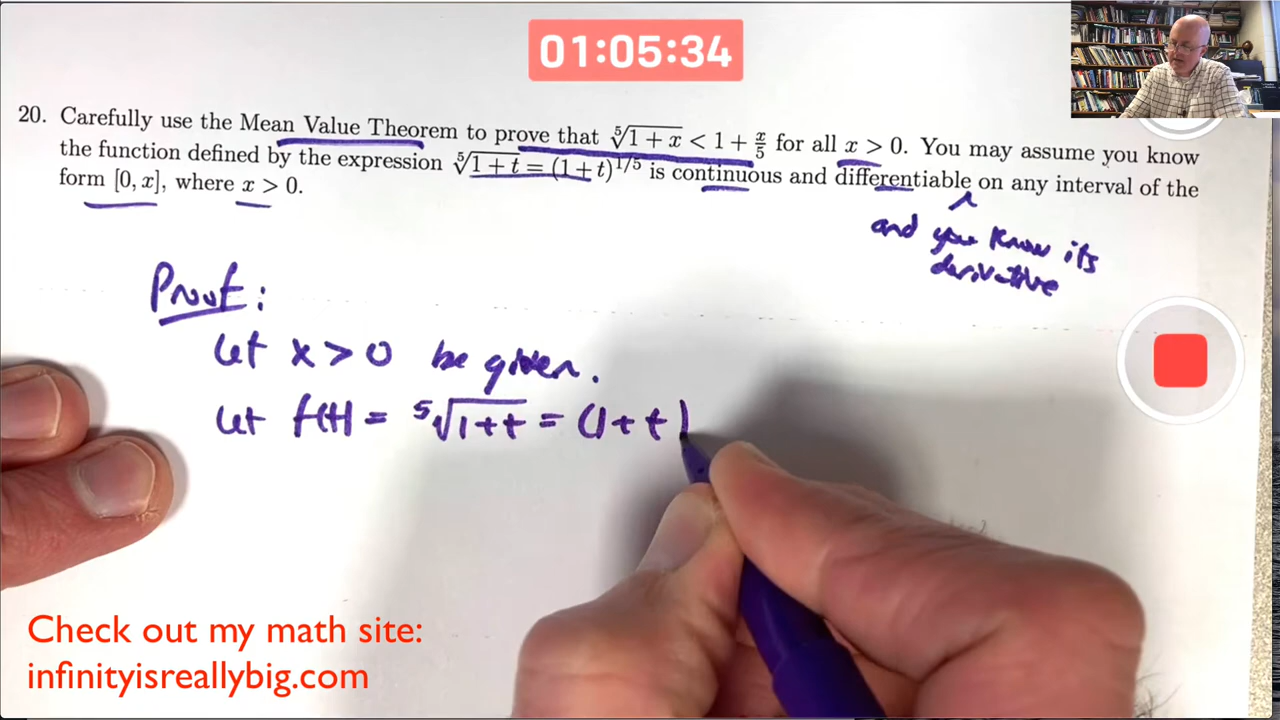 01:05:34
20. Carefully use the Mean Value Theorem to prove that ⁵√1 + x < 1 + x/5 for all x > 0. You may assume you know
the function defined by the expression ⁵√1 + t = (1 + t)^1/5 is continuous and differentiable on any interval of the
form [0, x], where x > 0.
and you know its
derivative
Proof:
Let x > 0 be given.
Let f(t) = ⁵√1+t = (1+t)
Check out my math site:
infinityisreallybig.com